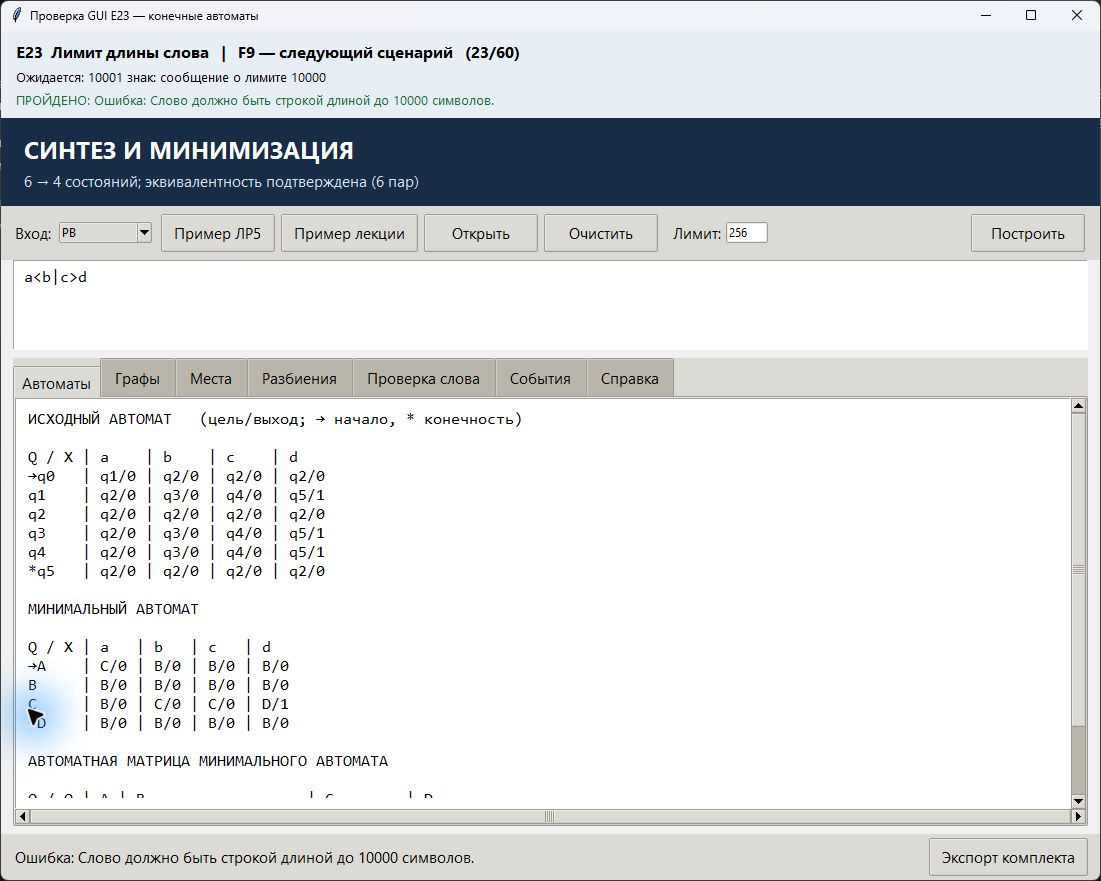 Проверка GUI E23 — конечные автоматы
E23 Лимит длины слова | F9 — следующий сценарий (23/60)
Ожидается: 10001 знак: сообщение о лимите 10000
ПРОЙДЕНО: Ошибка: Слово должно быть строкой длиной до 10000 символов.
СИНТЕЗ И МИНИМИЗАЦИЯ
6 → 4 состояний; эквивалентность подтверждена (6 пар)
Вход: РВ Пример ЛР5 Пример лекции Открыть Очистить Лимит: 256 Построить
a<b|c>d
Автоматы Графы Места Разбиения Проверка слова События Справка
ИСХОДНЫЙ АВТОМАТ (цель/выход; → начало, * конечность)
Q / X | a | b | c | d
→q0 | q1/0 | q2/0 | q2/0 | q2/0
q1 | q2/0 | q3/0 | q4/0 | q5/1
q2 | q2/0 | q2/0 | q2/0 | q2/0
q3 | q2/0 | q3/0 | q4/0 | q5/1
q4 | q2/0 | q3/0 | q4/0 | q5/1
*q5 | q2/0 | q2/0 | q2/0 | q2/0
МИНИМАЛЬНЫЙ АВТОМАТ
Q / X | a | b | c | d
→A | C/0 | B/0 | B/0 | B/0
B | B/0 | B/0 | B/0 | B/0
C | B/0 | C/0 | C/0 | D/1
D | B/0 | B/0 | B/0 | B/0
АВТОМАТНАЯ МАТРИЦА МИНИМАЛЬНОГО АВТОМАТА
Ошибка: Слово должно быть строкой длиной до 10000 символов. Экспорт комплекта